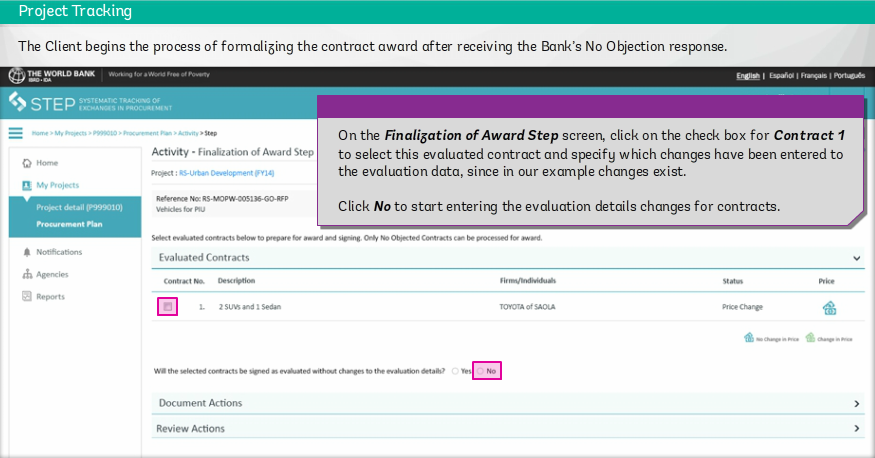 Project Tracking
The Client begins the process of formalizing the contract award after receiving the Bank's No Objection response.
THE WORLD BANK
IBRD • IDA
Working for a World Free of Poverty
English | Español | Français | Português
STEP
SYSTEMATIC TRACKING OF
EXCHANGES IN PROCUREMENT
Home > My Projects > P999010 > Procurement Plan > Activity > Step
On the Finalization of Award Step screen, click on the check box for Contract 1
to select this evaluated contract and specify which changes have been entered to
the evaluation data, since in our example changes exist.
Click No to start entering the evaluation details changes for contracts.
Home
My Projects
Project detail (P999010)
Procurement Plan
Notifications
Agencies
Reports
Activity - Finalization of Award Step
Project : RS-Urban Development (FY14)
Reference No: RS-MOPW-005136-GO-RFP
Vehicles for PIU
Select evaluated contracts below to prepare for award and signing. Only No Objected Contracts can be processed for award.
Evaluated Contracts
Contract No. Description Firms/Individuals Status Price
1. 2 SUVs and 1 Sedan TOYOTA of SAOLA Price Change
No Change in Price Change in Price
Will the selected contracts be signed as evaluated without changes to the evaluation details? Yes No
Document Actions
Review Actions